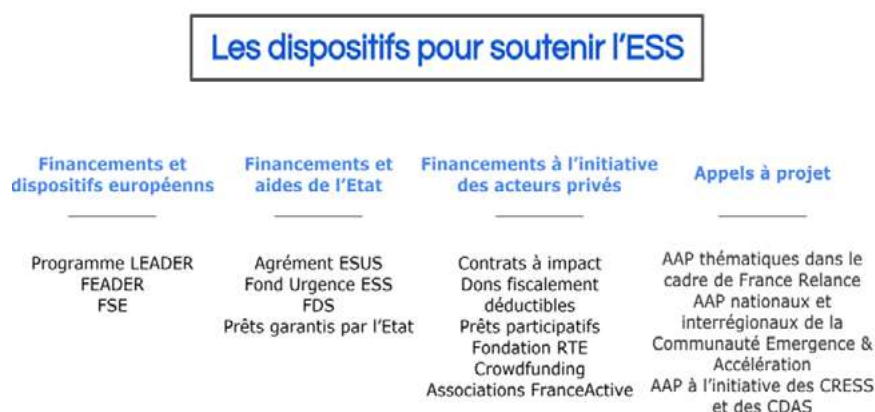 Les dispositifs pour soutenir l'ESS
Financements et
dispositifs européenns
Programme LEADER
FEADER
FSE
Financements et
aides de l'Etat
Agrément ESUS
Fond Urgence ESS
FDS
Prêts garantis par l'Etat
Financements à l'initiative
des acteurs privés
Contrats à impact
Dons fiscalement
déductibles
Prêts participatifs
Fondation RTE
Crowdfunding
Associations FranceActive
Appels à projet
AAP thématiques dans le
cadre de France Relance
AAP nationaux et
interrégionaux de la
Communauté Emergence &
Accélération
AAP à l'initiative des CRESS
et des CDAS